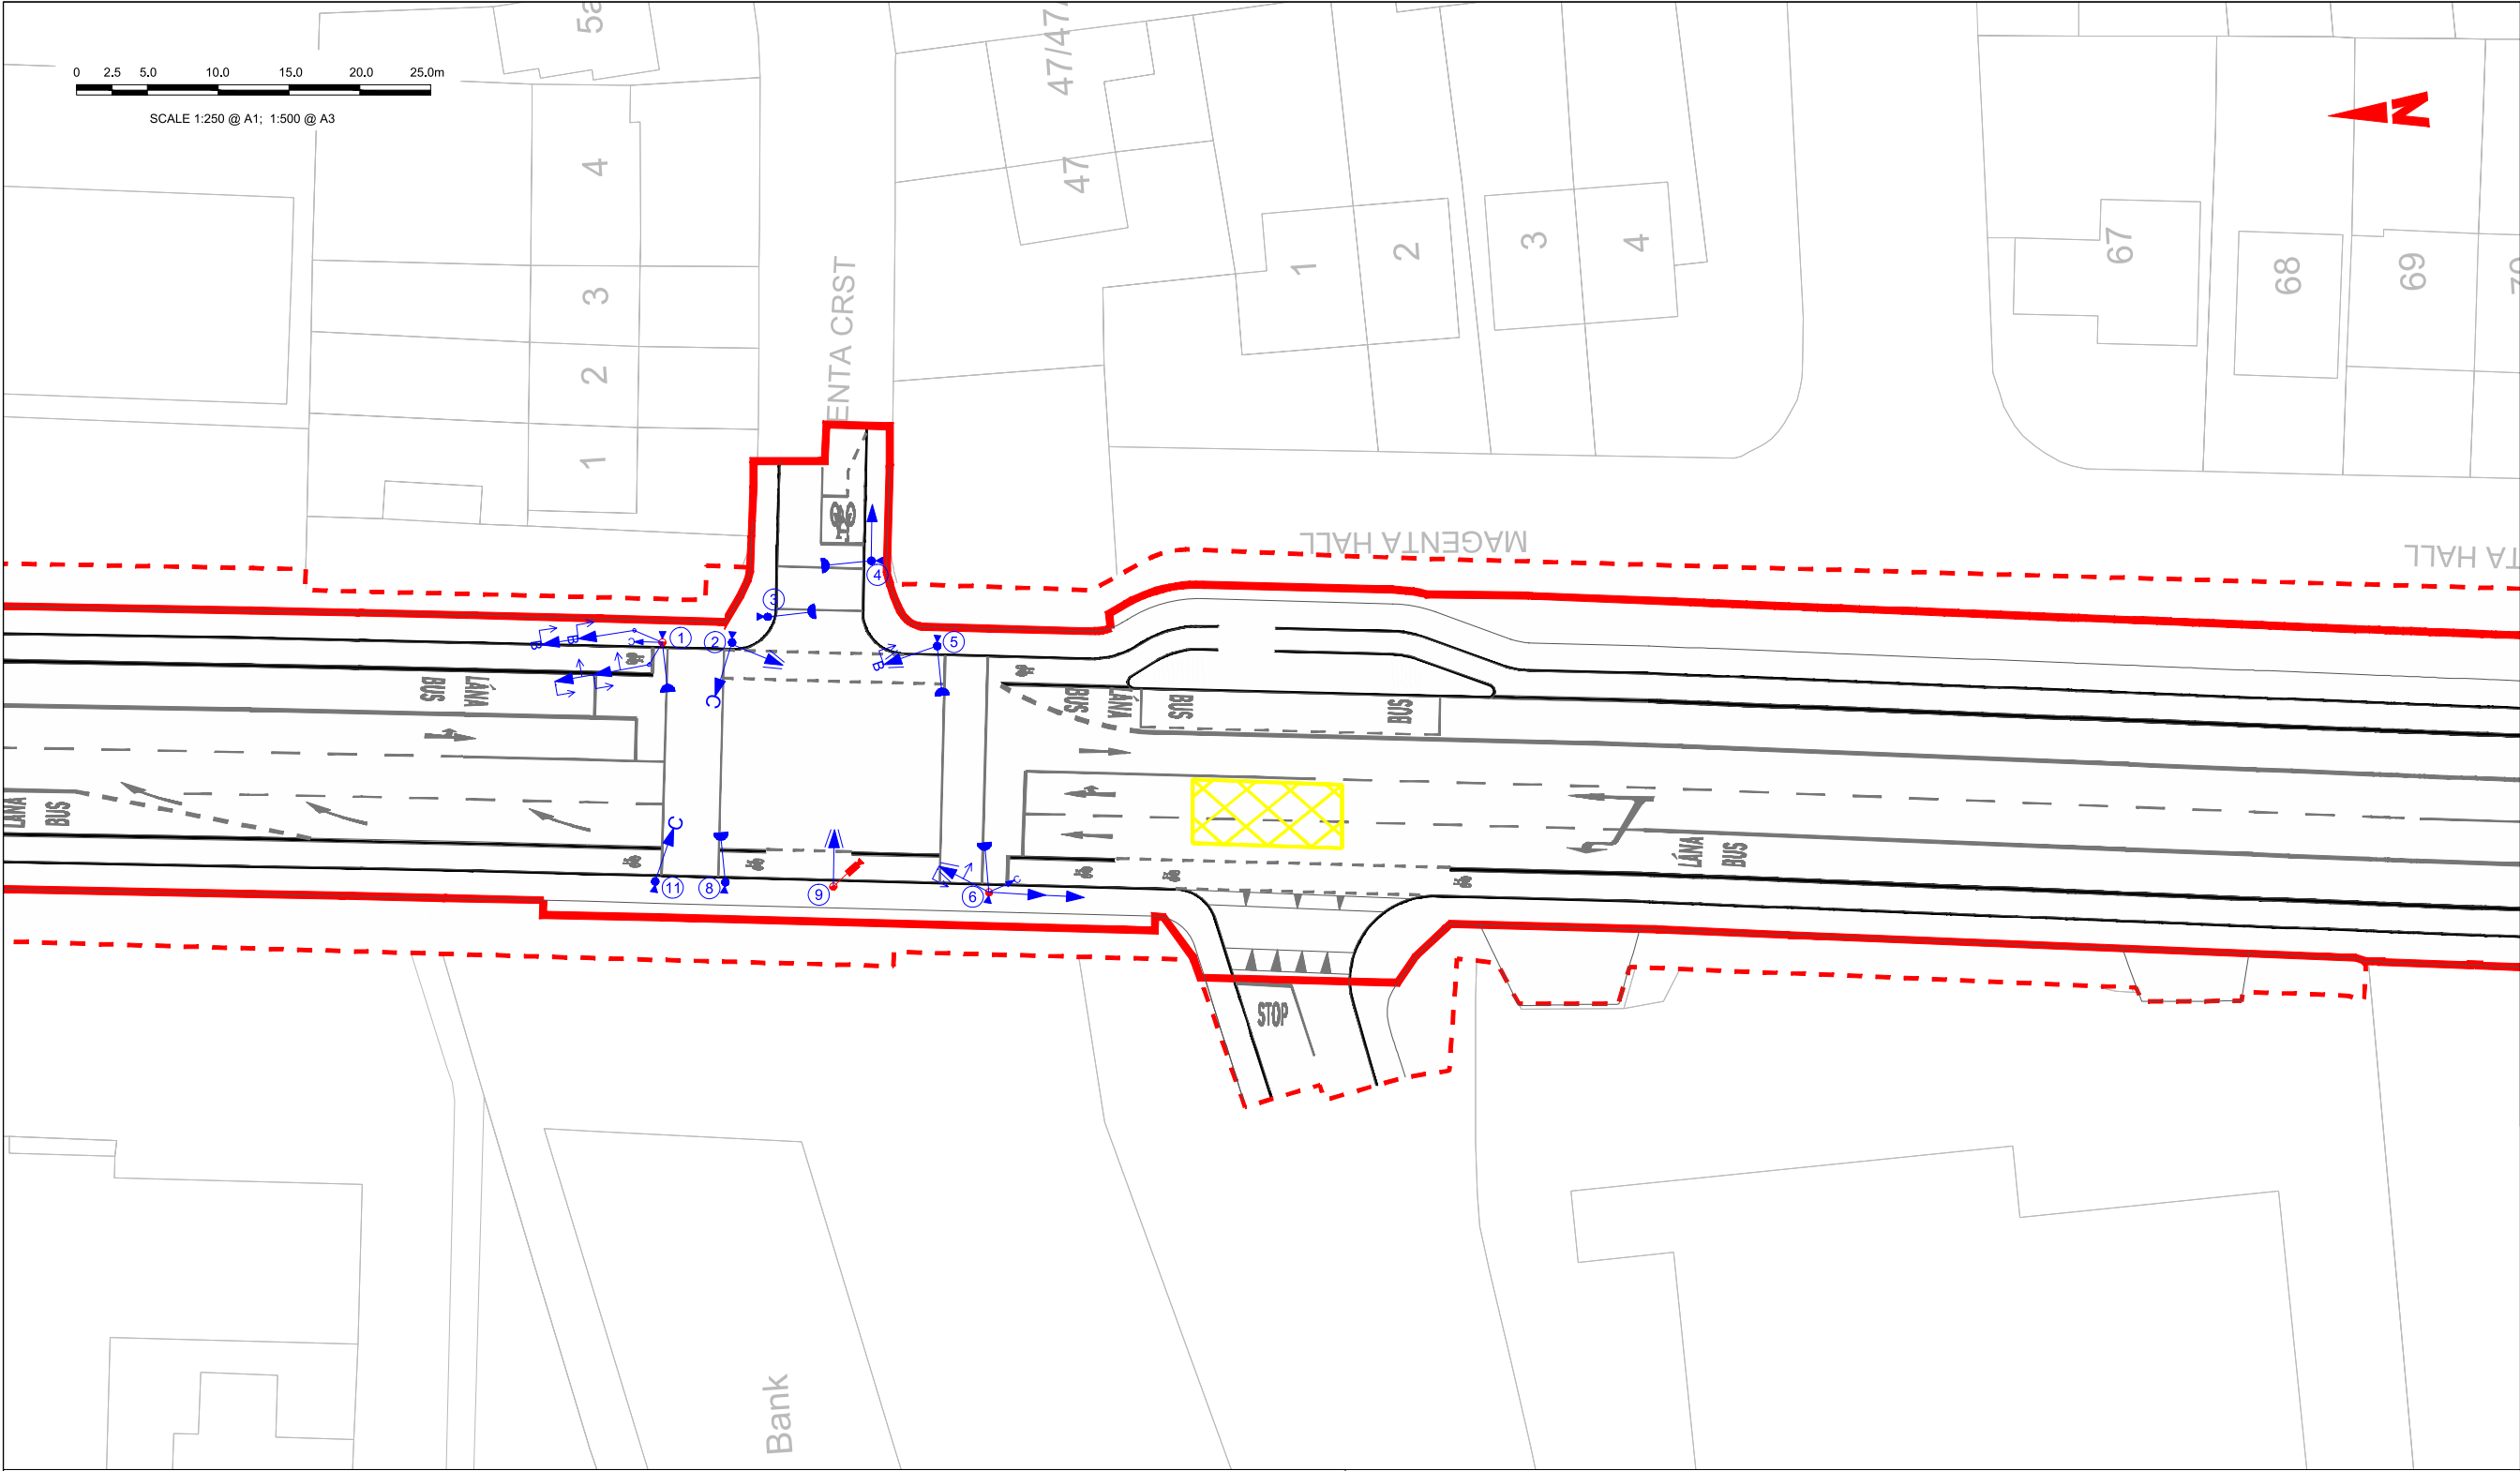 0 2.5 5.0 10.0 15.0 20.0 25.0m
SCALE 1:250 @ A1; 1:500 @ A3
5a
47/47
N
4
47
3
2
1
ENTA CRST
1
2
3
4
67
68
69
MAGENTA HALL
TA HALL
3
4
1
2
5
B
B
C
B
C
BUS
LÁNA
BUS
LÁNA
BUS
BUS
LÁNA
BUS
C
C
LÁNA
BUS
11
8
9
6
STOP
Bank